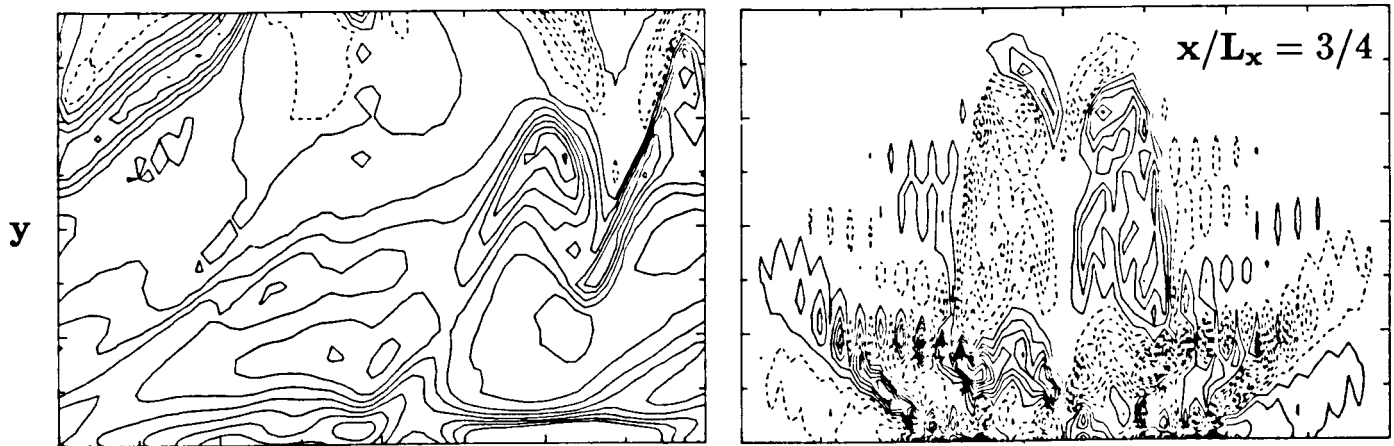 x/Lₓ = 3/4
y